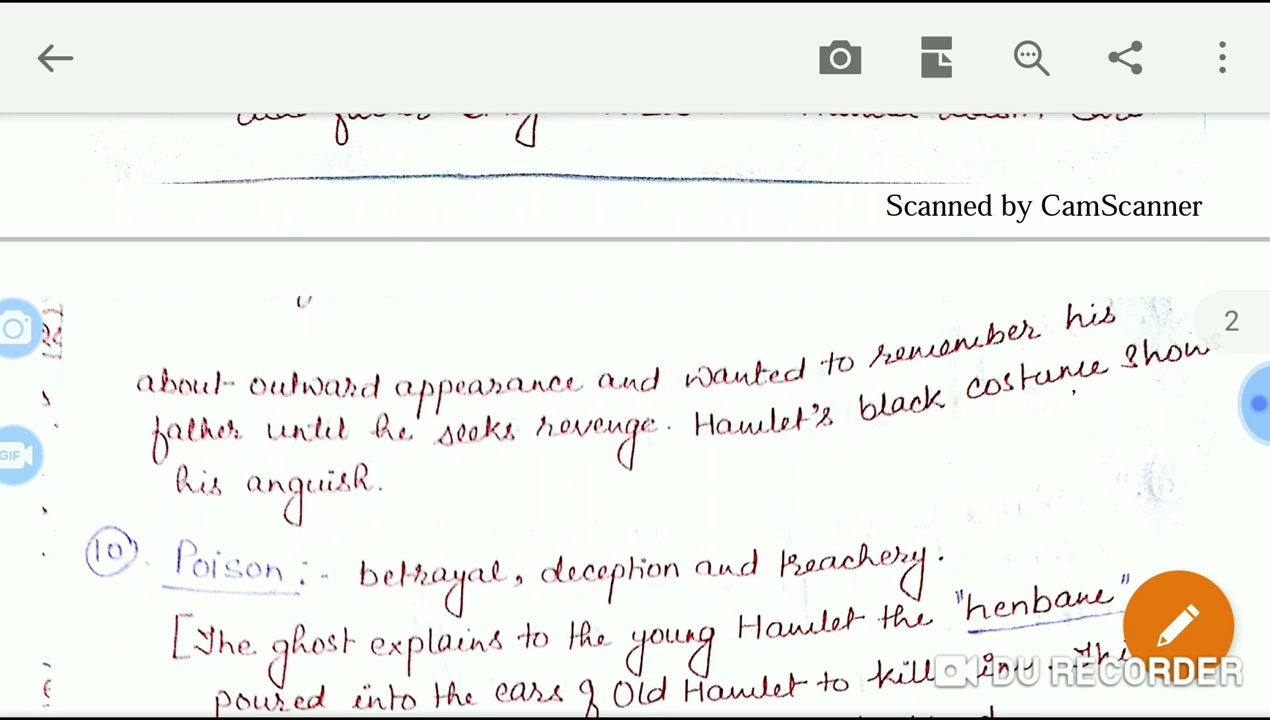 Scanned by CamScanner
2
about outward appearance and wanted to remember his
father until he seeks revenge. Hamlet's black costume shows
his anguish.
10. Poison :- betrayal, deception and treachery.
[The ghost explains to the young Hamlet the "henbane"
poured into the ears of Old Hamlet to kill
GIF
DU RECORDER